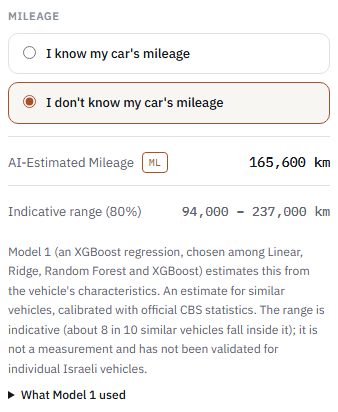 MILEAGE
I know my car's mileage
I don't know my car's mileage
AI-Estimated Mileage ML 165,600 km
Indicative range (80%) 94,000 – 237,000 km
Model 1 (an XGBoost regression, chosen among Linear,
Ridge, Random Forest and XGBoost) estimates this from
the vehicle's characteristics. An estimate for similar
vehicles, calibrated with official CBS statistics. The range is
indicative (about 8 in 10 similar vehicles fall inside it); it is
not a measurement and has not been validated for
individual Israeli vehicles.
What Model 1 used